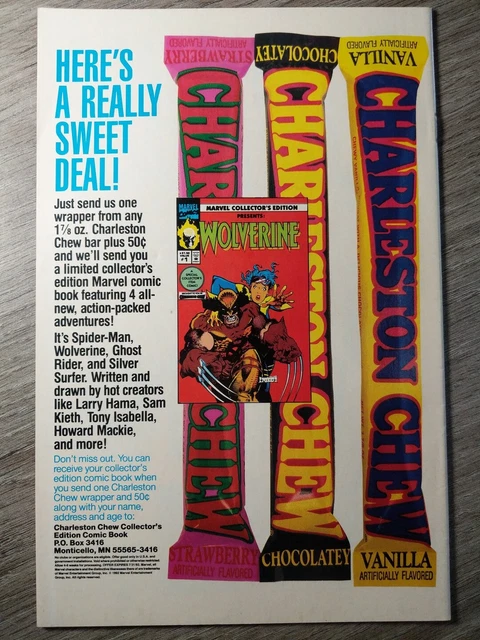 HERE'S
A REALLY
SWEET
DEAL!
Just send us one
wrapper from any
1⅞ oz. Charleston
Chew bar plus 50¢
and we'll send you
a limited collector's
edition Marvel comic
book featuring 4 all-
new, action-packed
adventures!
It's Spider-Man,
Wolverine, Ghost
Rider, and Silver
Surfer. Written and
drawn by hot creators
like Larry Hama, Sam
Kieth, Tony Isabella,
Howard Mackie,
and more!
Don't miss out. You can
receive your collector's
edition comic book when
you send one Charleston
Chew wrapper and 50¢
along with your name,
address and age to:
Charleston Chew Collector's
Edition Comic Book
P.O. Box 3416
Monticello, MN 55565-3416
STRAWBERRY
ARTIFICIALLY FLAVORED
CHARLESTON CHEW
STRAWBERRY
ARTIFICIALLY FLAVORED
CHOCOLATEY
CHARLESTON CHEW
CHOCOLATEY
VANILLA
ARTIFICIALLY FLAVORED
CHARLESTON CHEW
VANILLA
ARTIFICIALLY FLAVORED
MARVEL COLLECTOR'S EDITION
PRESENTS:
WOLVERINE
MARVEL
#1